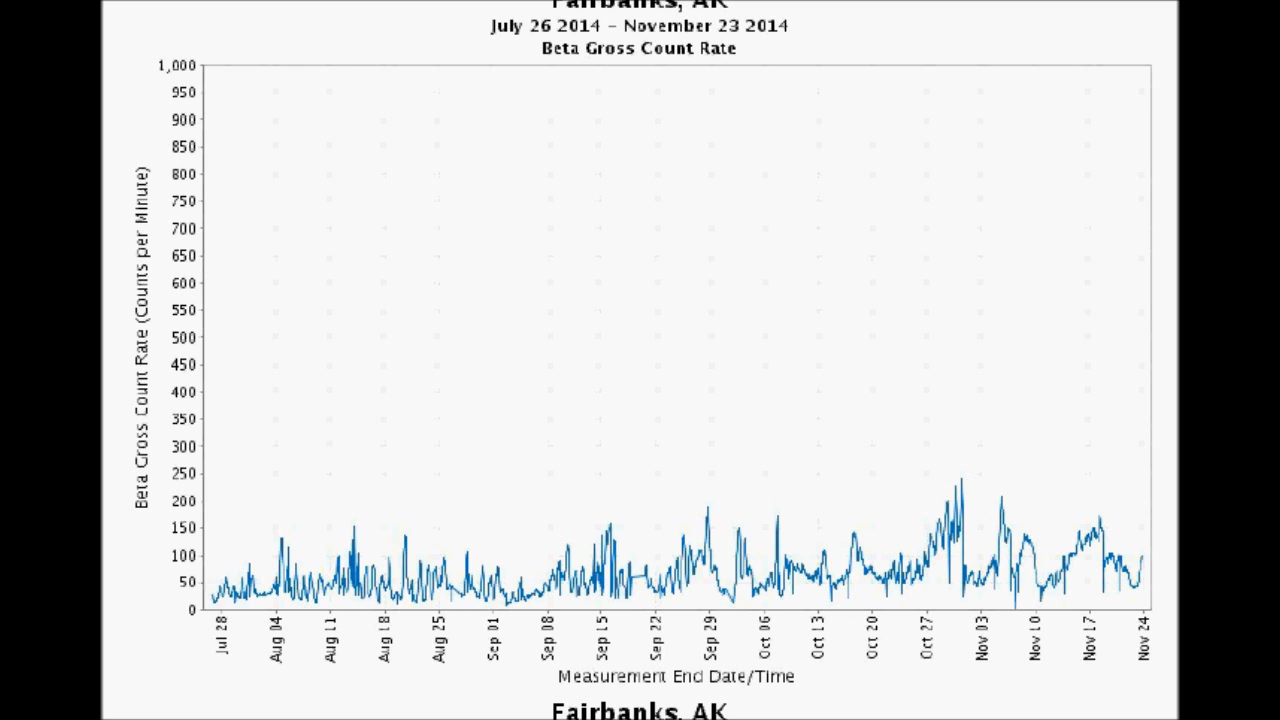 Fairbanks, AK
July 26 2014 - November 23 2014
Beta Gross Count Rate
1,000
950
900
850
800
750
700
650
600
550
500
450
400
350
300
250
200
150
100
50
0
Beta Gross Count Rate (Counts per Minute)
Jul 28
Aug 04
Aug 11
Aug 18
Aug 25
Sep 01
Sep 08
Sep 15
Sep 22
Sep 29
Oct 06
Oct 13
Oct 20
Oct 27
Nov 03
Nov 10
Nov 17
Nov 24
Measurement End Date/Time
Fairbanks, AK